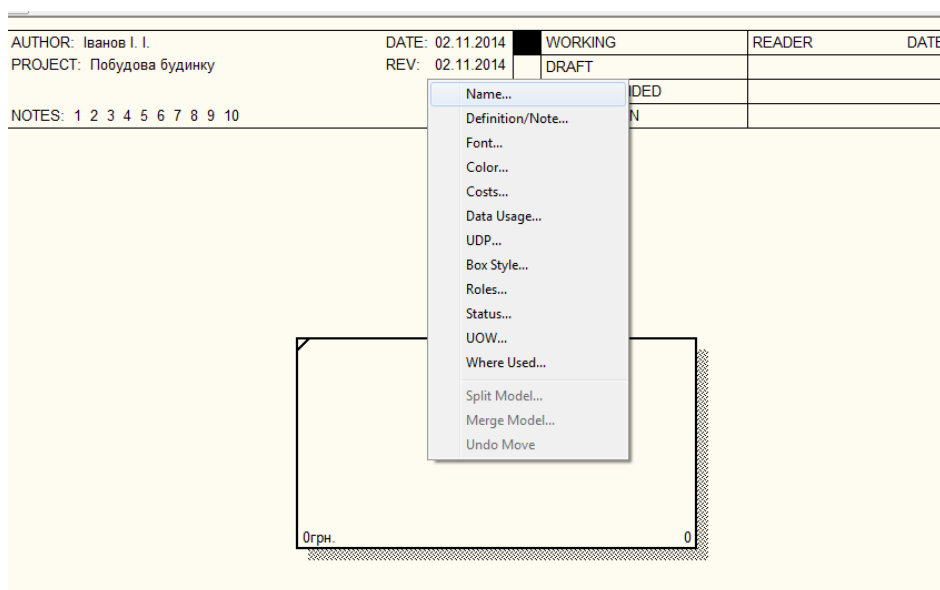 AUTHOR: Іванов І. І. DATE: 02.11.2014 WORKING READER DATE
PROJECT: Побудова будинку REV: 02.11.2014 DRAFT
NOTES: 1 2 3 4 5 6 7 8 9 10
Name...
Definition/Note...
Font...
Color...
Costs...
Data Usage...
UDP...
Box Style...
Roles...
Status...
UOW...
Where Used...
Split Model...
Merge Model...
Undo Move
0грн. 0